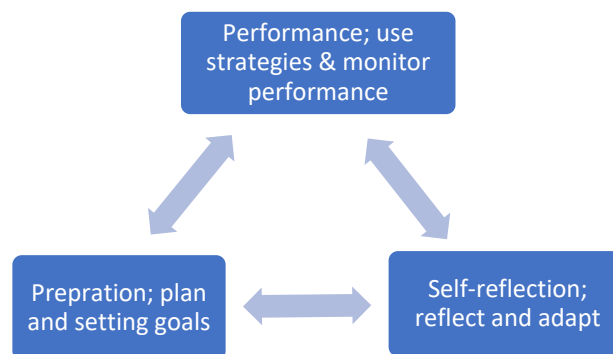 Performance; use
strategies & monitor
performance
Prepration; plan
and setting goals
Self-reflection;
reflect and adapt